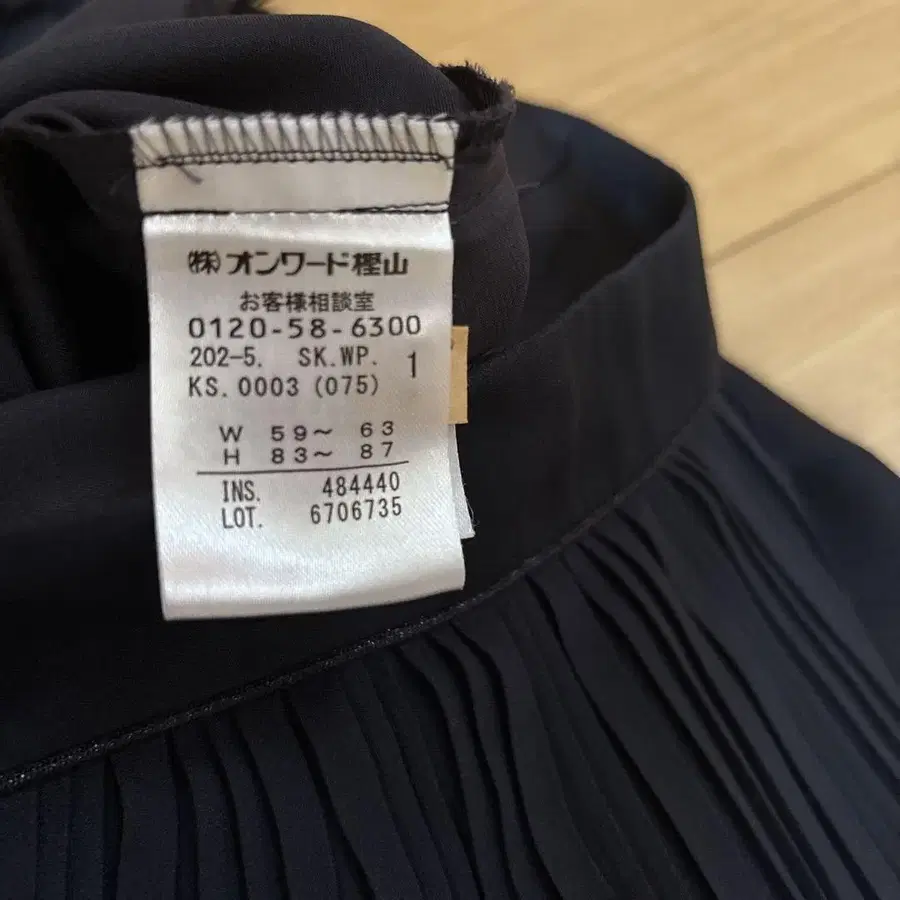 ㈱オンワード樫山
お客様相談室
0120-58-6300
202-5. SK.WP. 1
KS.0003 (075)
W 59〜 63
H 83〜 87
INS. 484440
LOT. 6706735